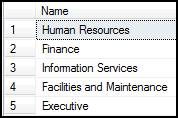 Name
1 Human Resources
2 Finance
3 Information Services
4 Facilities and Maintenance
5 Executive